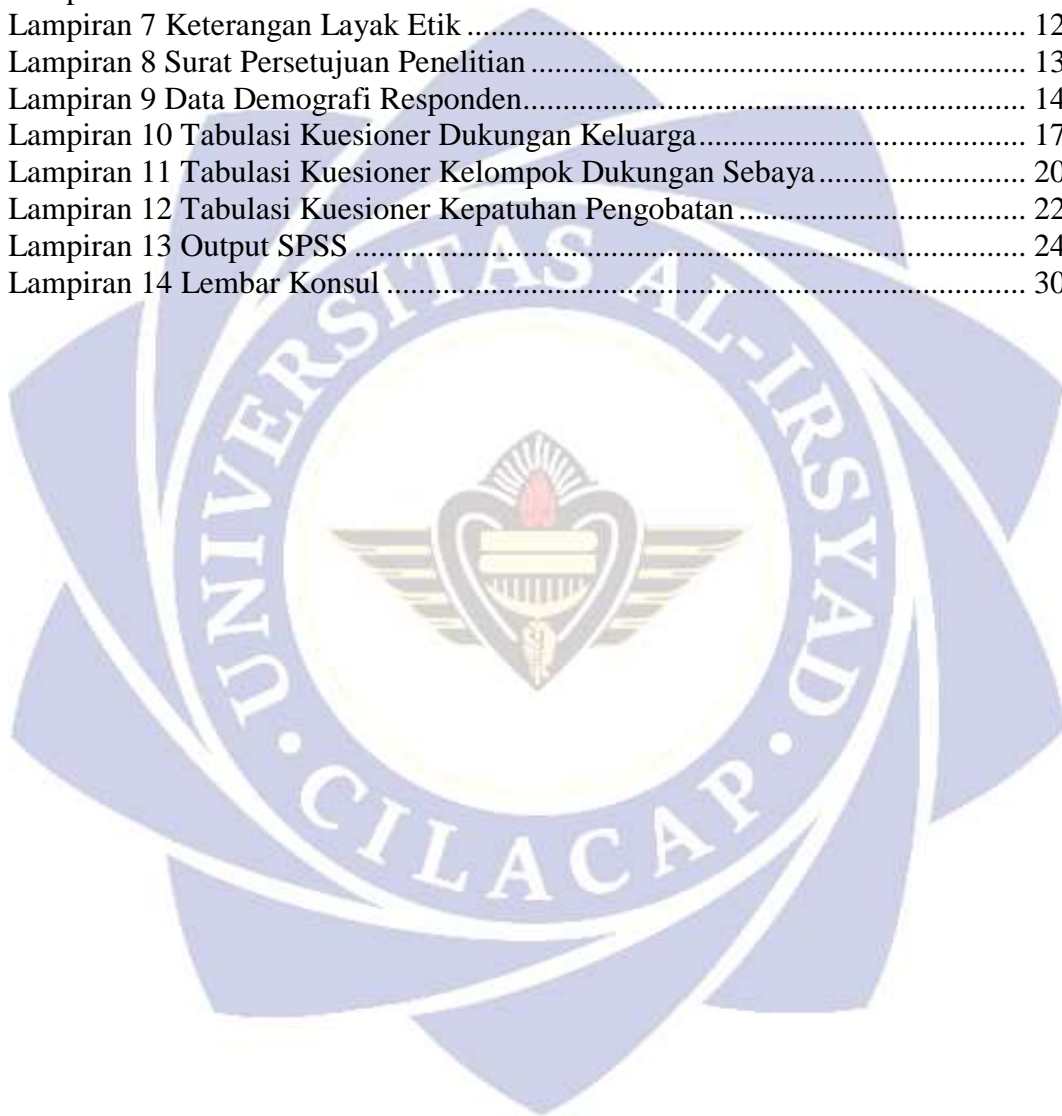 Lampiran 7 Keterangan Layak Etik ........................................................................ 12
Lampiran 8 Surat Persetujuan Penelitian ................................................................ 13
Lampiran 9 Data Demografi Responden.................................................................. 14
Lampiran 10 Tabulasi Kuesioner Dukungan Keluarga........................................... 17
Lampiran 11 Tabulasi Kuesioner Kelompok Dukungan Sebaya ........................... 20
Lampiran 12 Tabulasi Kuesioner Kepatuhan Pengobatan ..................................... 22
Lampiran 13 Output SPSS ...................................................................................... 24
Lampiran 14 Lembar Konsul .................................................................................. 30
UNIVERSITAS AL-IRSYAD
• CILACAP •